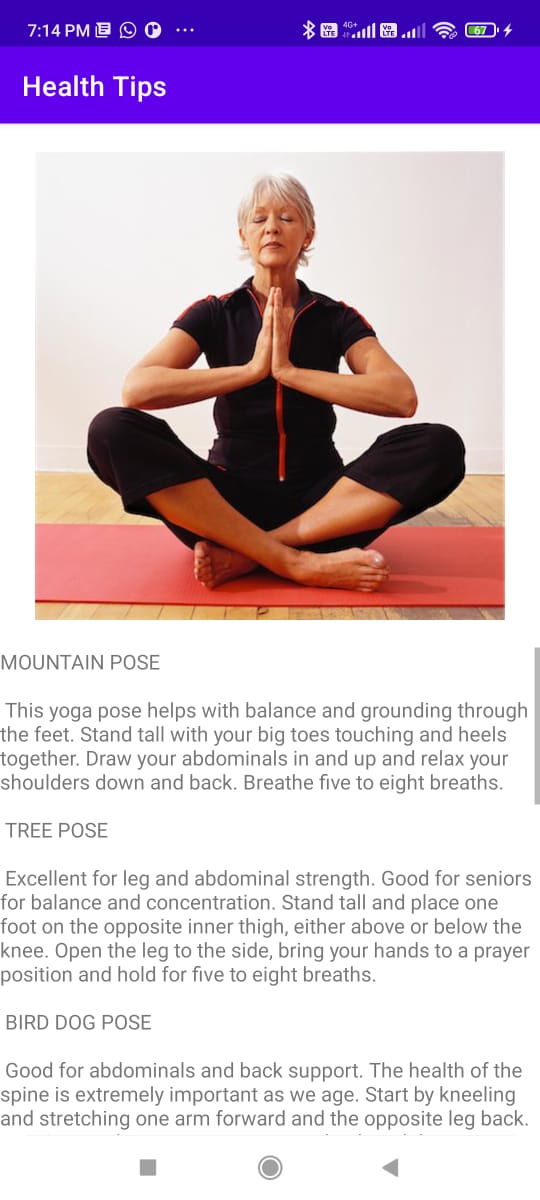 7:14 PM
4G+
Vo LTE
Vo LTE
67
Health Tips
MOUNTAIN POSE
This yoga pose helps with balance and grounding through
the feet. Stand tall with your big toes touching and heels
together. Draw your abdominals in and up and relax your
shoulders down and back. Breathe five to eight breaths.
TREE POSE
Excellent for leg and abdominal strength. Good for seniors
for balance and concentration. Stand tall and place one
foot on the opposite inner thigh, either above or below the
knee. Open the leg to the side, bring your hands to a prayer
position and hold for five to eight breaths.
BIRD DOG POSE
Good for abdominals and back support. The health of the
spine is extremely important as we age. Start by kneeling
and stretching one arm forward and the opposite leg back.